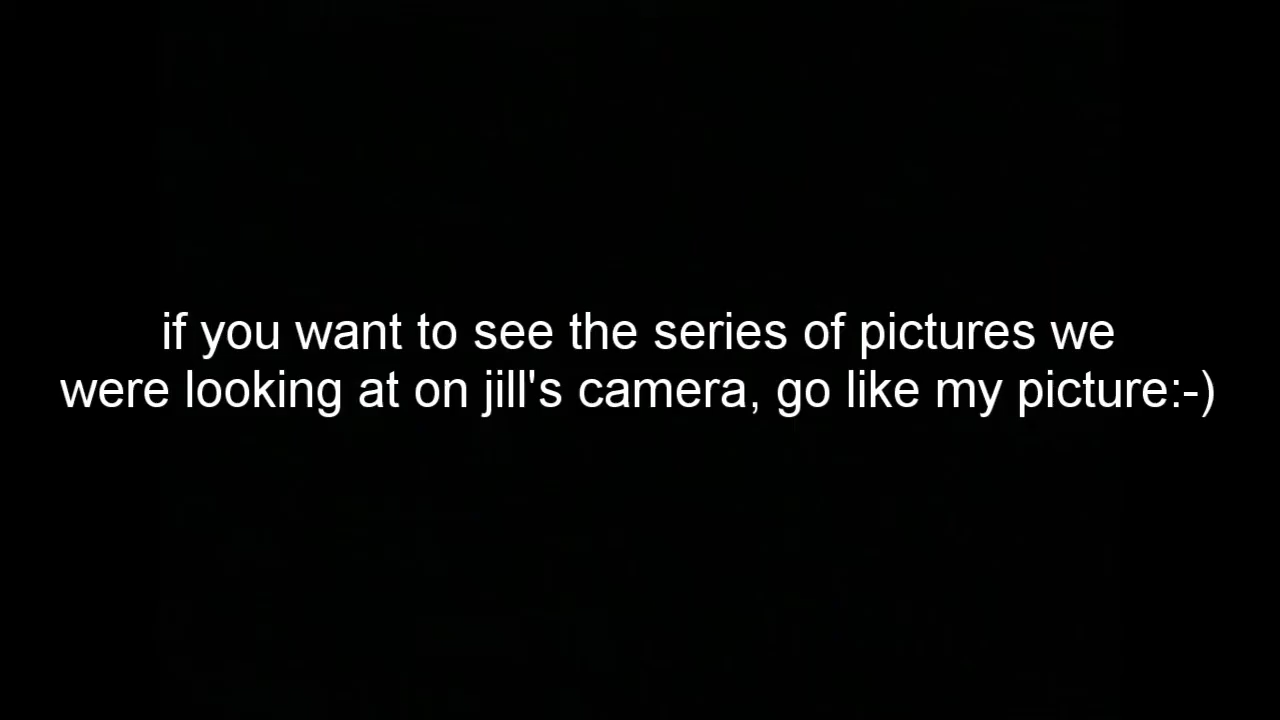 if you want to see the series of pictures we
were looking at on jill's camera, go like my picture:-)